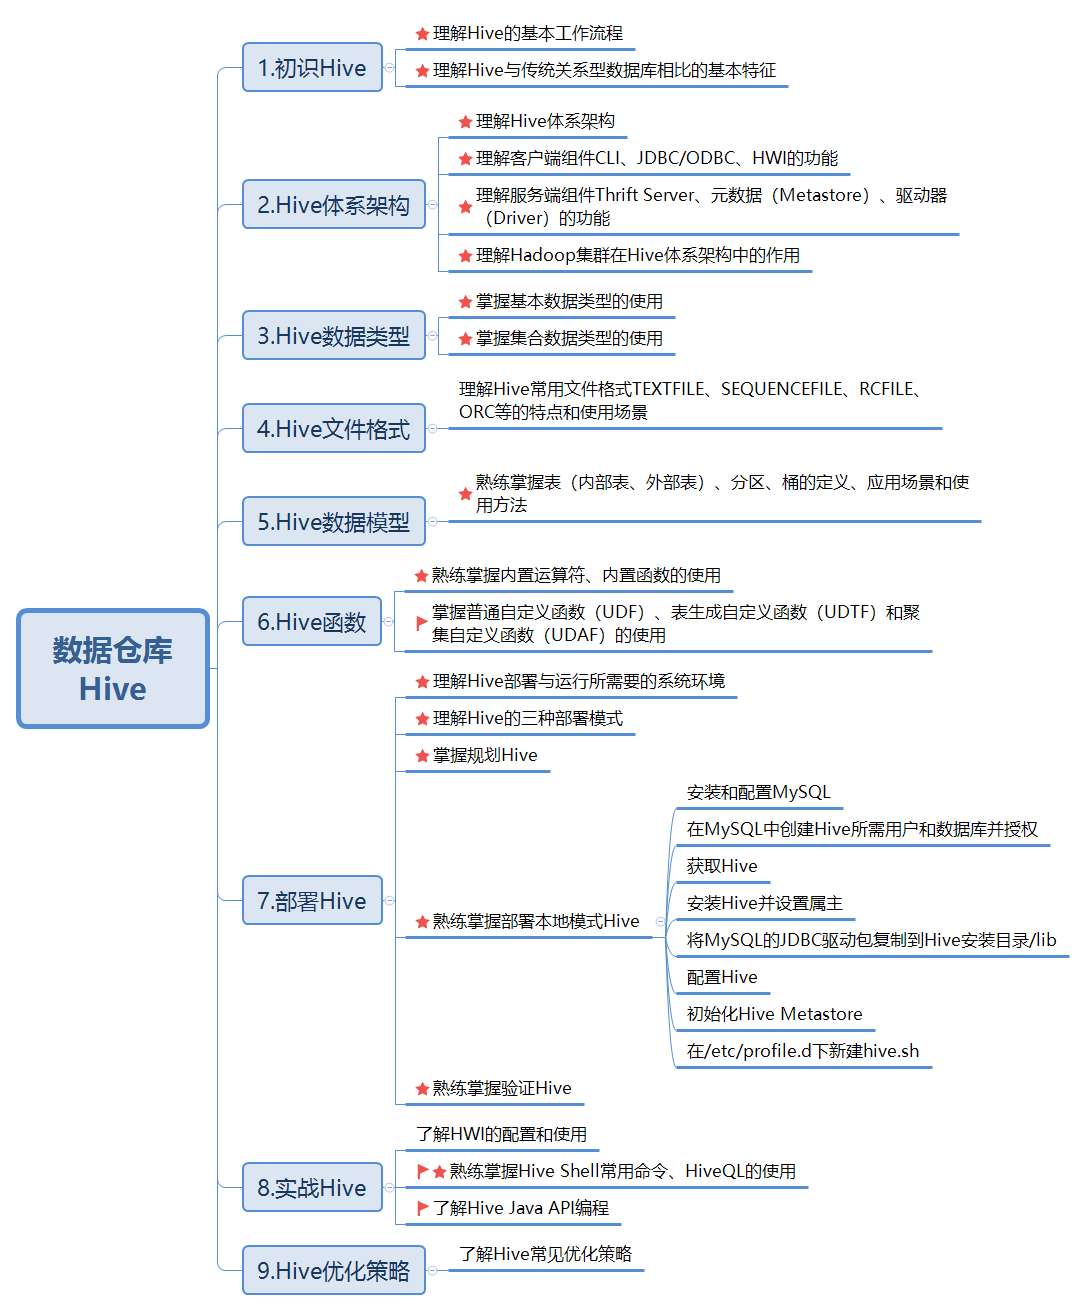 数据仓库
Hive
1.初识Hive
理解Hive的基本工作流程
理解Hive与传统关系型数据库相比的基本特征
2.Hive体系架构
理解Hive体系架构
理解客户端组件CLI、JDBC/ODBC、HWI的功能
理解服务端组件Thrift Server、元数据（Metastore）、驱动器
（Driver）的功能
理解Hadoop集群在Hive体系架构中的作用
3.Hive数据类型
掌握基本数据类型的使用
掌握集合数据类型的使用
4.Hive文件格式
理解Hive常用文件格式TEXTFILE、SEQUENCEFILE、RCFILE、
ORC等的特点和使用场景
5.Hive数据模型
熟练掌握表（内部表、外部表）、分区、桶的定义、应用场景和使
用方法
6.Hive函数
熟练掌握内置运算符、内置函数的使用
掌握普通自定义函数（UDF）、表生成自定义函数（UDTF）和聚
集自定义函数（UDAF）的使用
7.部署Hive
理解Hive部署与运行所需要的系统环境
理解Hive的三种部署模式
掌握规划Hive
熟练掌握部署本地模式Hive
安装和配置MySQL
在MySQL中创建Hive所需用户和数据库并授权
获取Hive
安装Hive并设置属主
将MySQL的JDBC驱动包复制到Hive安装目录/lib
配置Hive
初始化Hive Metastore
在/etc/profile.d下新建hive.sh
熟练掌握验证Hive
8.实战Hive
了解HWI的配置和使用
熟练掌握Hive Shell常用命令、HiveQL的使用
了解Hive Java API编程
9.Hive优化策略
了解Hive常见优化策略